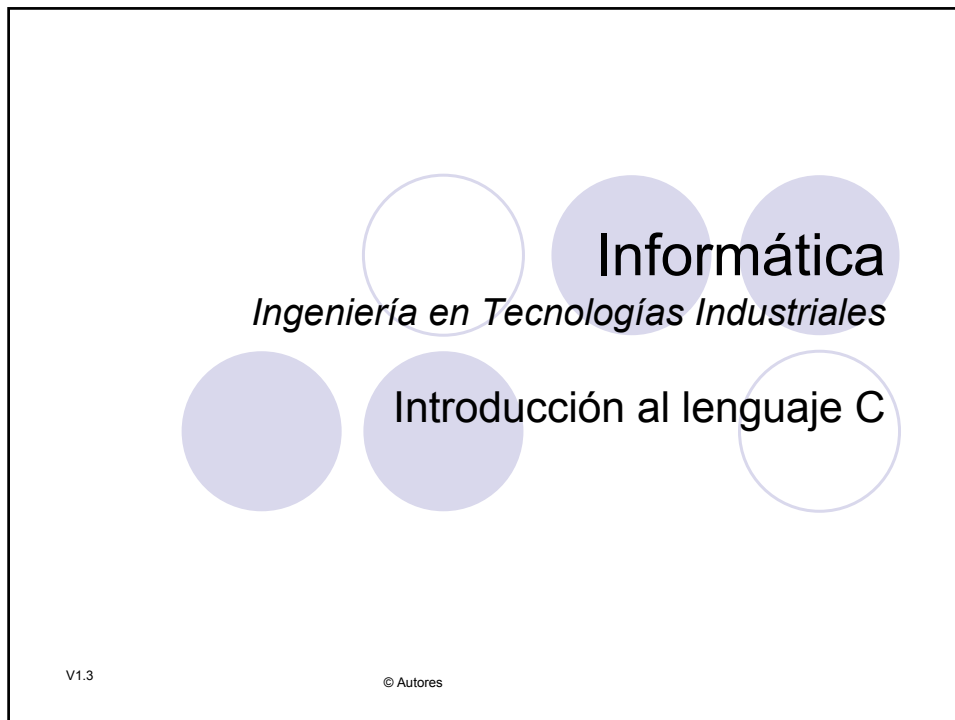 Informática
Ingeniería en Tecnologías Industriales
Introducción al lenguaje C
V1.3
© Autores